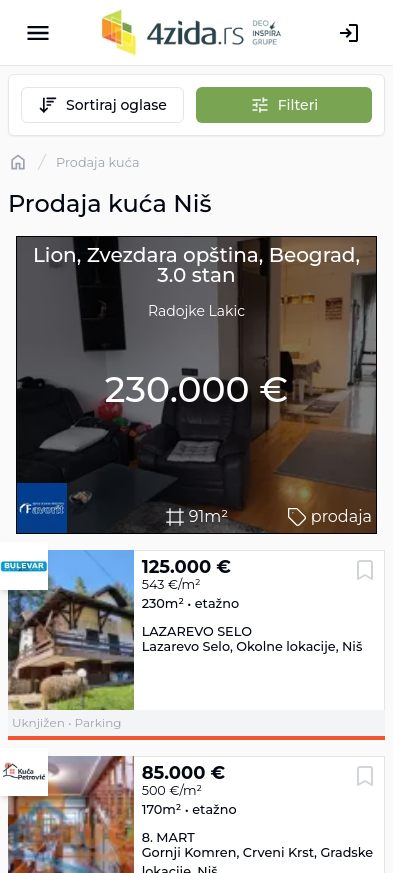 4zida.rs
DEO
INSPIRA
GRUPE
Sortiraj oglase
Filteri
Prodaja kuća
Prodaja kuća Niš
Lion, Zvezdara opština, Beograd,
3.0 stan
Radojke Lakic
230.000 €
Favorit
91m²
prodaja
BULEVAR
125.000 €
543 €/m²
230m² • etažno
LAZAREVO SELO
Lazarevo Selo, Okolne lokacije, Niš
Uknjižen • Parking
Kuća
Petrović
85.000 €
500 €/m²
170m² • etažno
8. MART
Gornji Komren, Crveni Krst, Gradske
lokacije, Niš